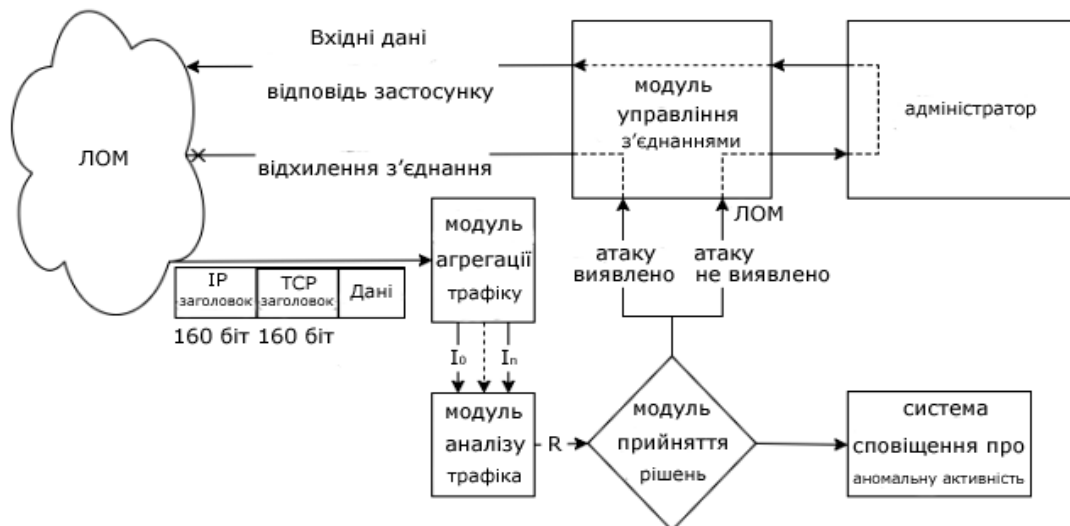 Вхідні дані
відповідь застосунку
ЛОМ
відхилення з’єднання
модуль
управління
з’єднаннями
адміністратор
ЛОМ
атаку
виявлено
атаку
не виявлено
модуль
агрегації
трафіку
IP
заголовок
TCP
заголовок
Дані
160 біт
160 біт
I₀
Iₙ
модуль
аналізу
трафіка
R
модуль
прийняття
рішень
система
сповіщення про
аномальну активність